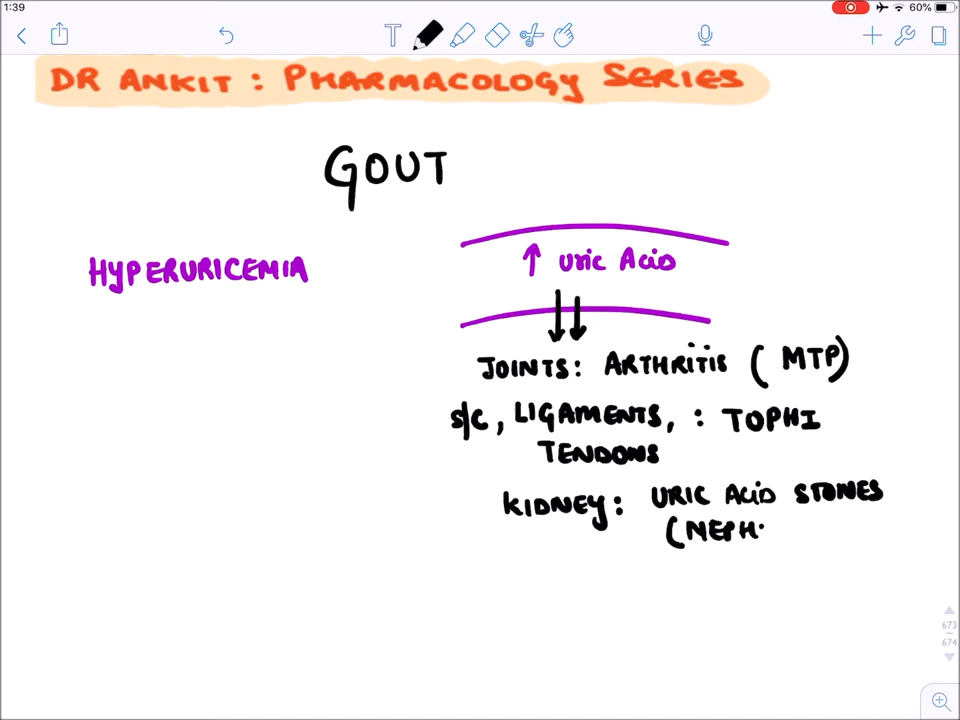 1:39
60%
T
DR ANKIT : PHARMACOLOGY SERIES
GOUT
HYPERURICEMIA
↑ Uric Acid
JOINTS: ARTHRITIS (MTP)
S/C, LIGAMENTS, : TOPHI
TENDONS
KIDNEY: URIC ACID STONES
(NEPH
673
674